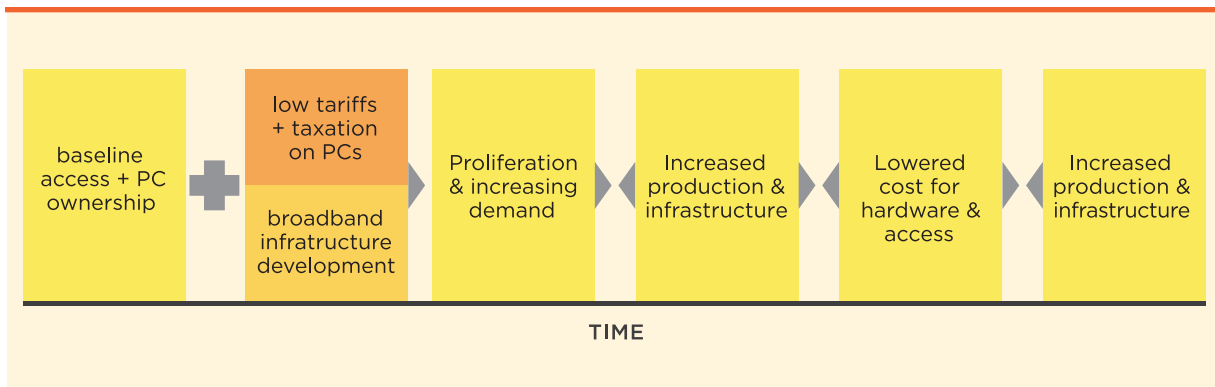 baseline
access + PC
ownership
low tariffs
+ taxation
on PCs
broadband
infratructure
development
Proliferation
& increasing
demand
Increased
production &
infrastructure
Lowered
cost for
hardware &
access
Increased
production &
infrastructure
TIME